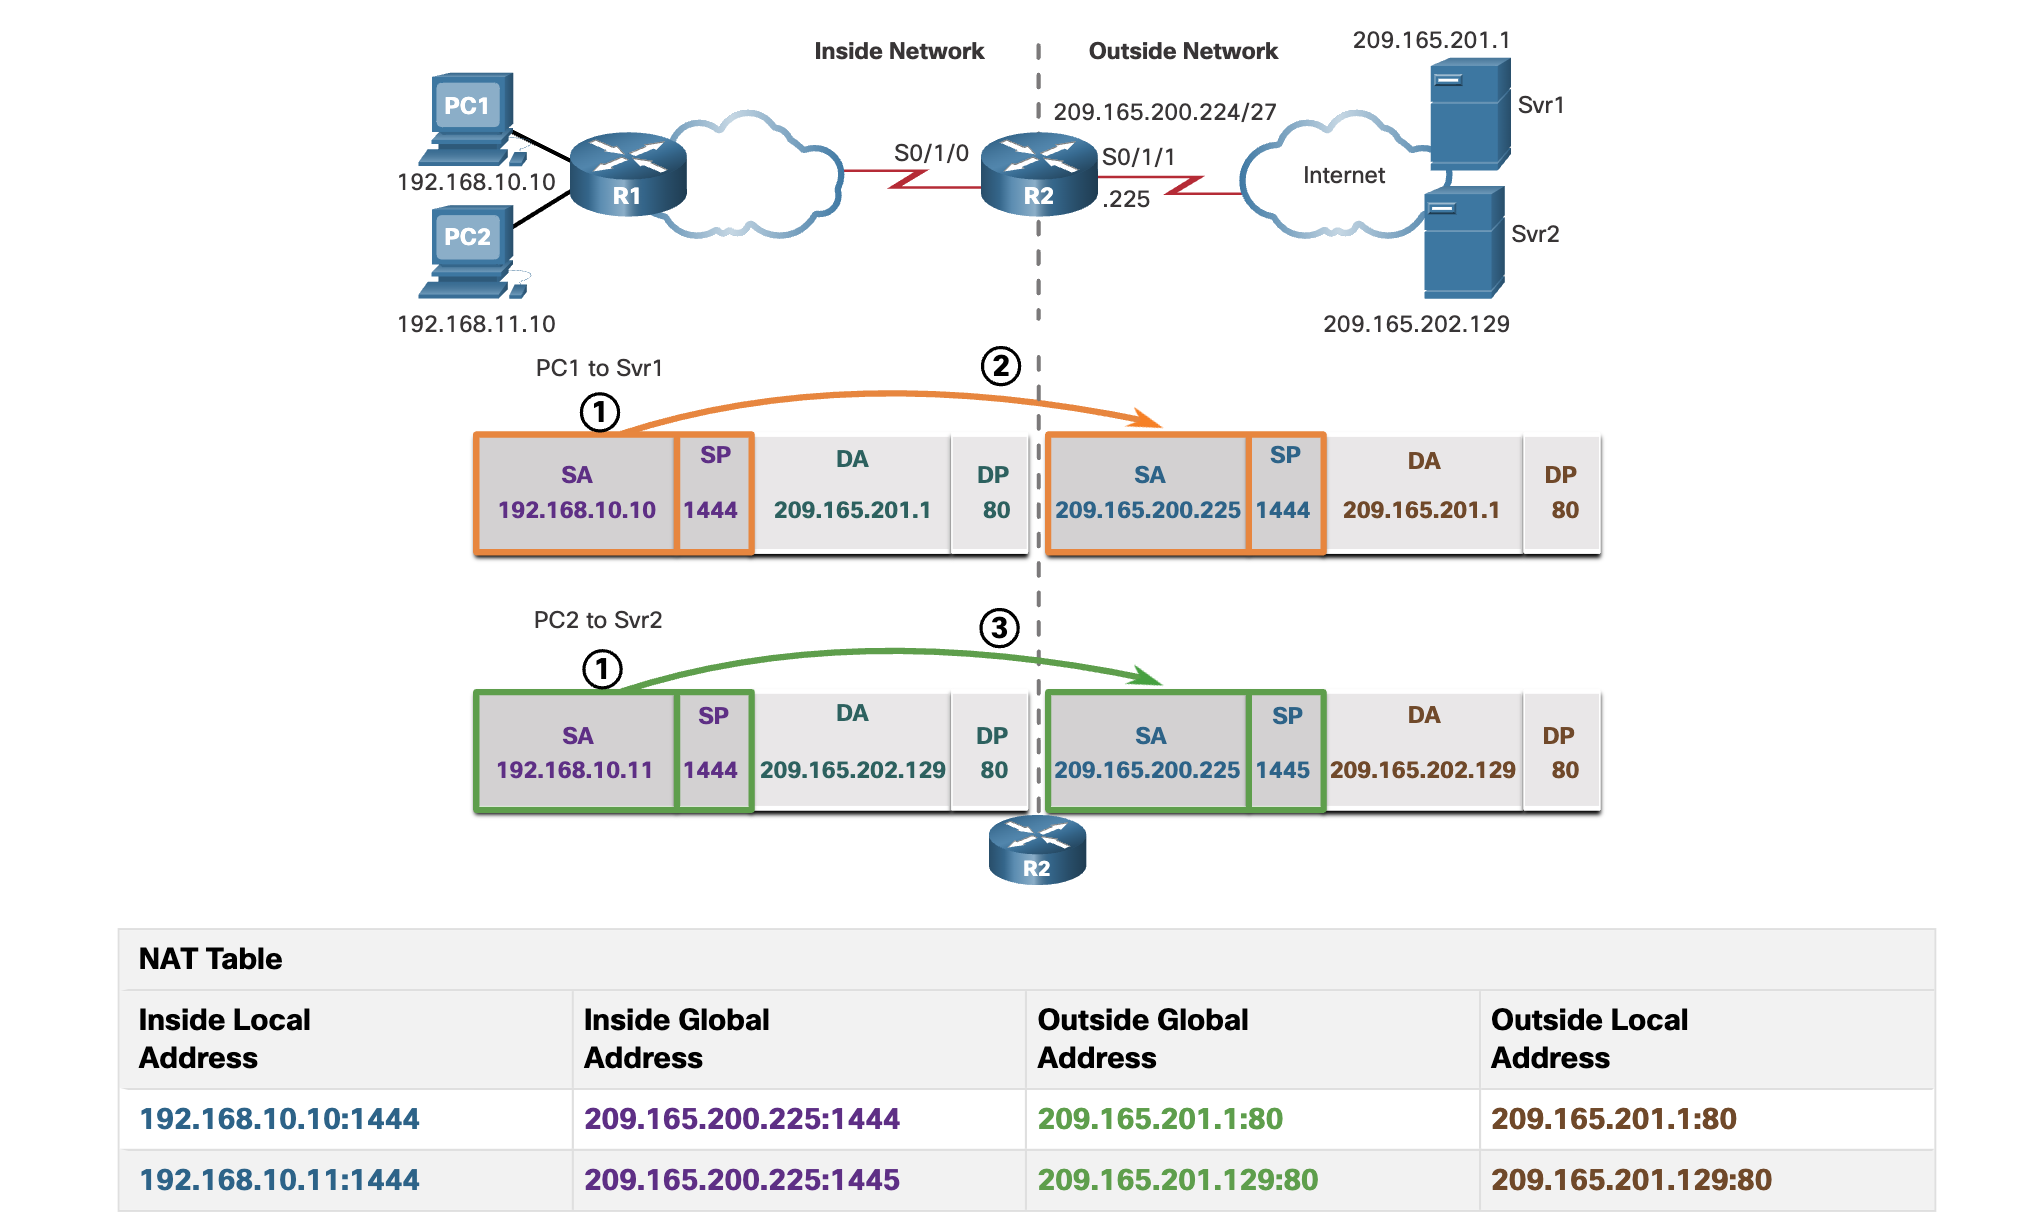 Inside Network
Outside Network
209.165.201.1
PC1
209.165.200.224/27
Svr1
S0/1/0
S0/1/1
192.168.10.10
R1
R2
.225
Internet
PC2
Svr2
192.168.11.10
209.165.202.129
PC1 to Svr1
2
1
SA
SP
DA
DP
SA
SP
DA
DP
192.168.10.10
1444
209.165.201.1
80
209.165.200.225
1444
209.165.201.1
80
PC2 to Svr2
3
1
SA
SP
DA
DP
SA
SP
DA
DP
192.168.10.11
1444
209.165.202.129
80
209.165.200.225
1445
209.165.202.129
80
R2
NAT Table
Inside Local
Address
Inside Global
Address
Outside Global
Address
Outside Local
Address
192.168.10.10:1444
209.165.200.225:1444
209.165.201.1:80
209.165.201.1:80
192.168.10.11:1444
209.165.200.225:1445
209.165.201.129:80
209.165.201.129:80